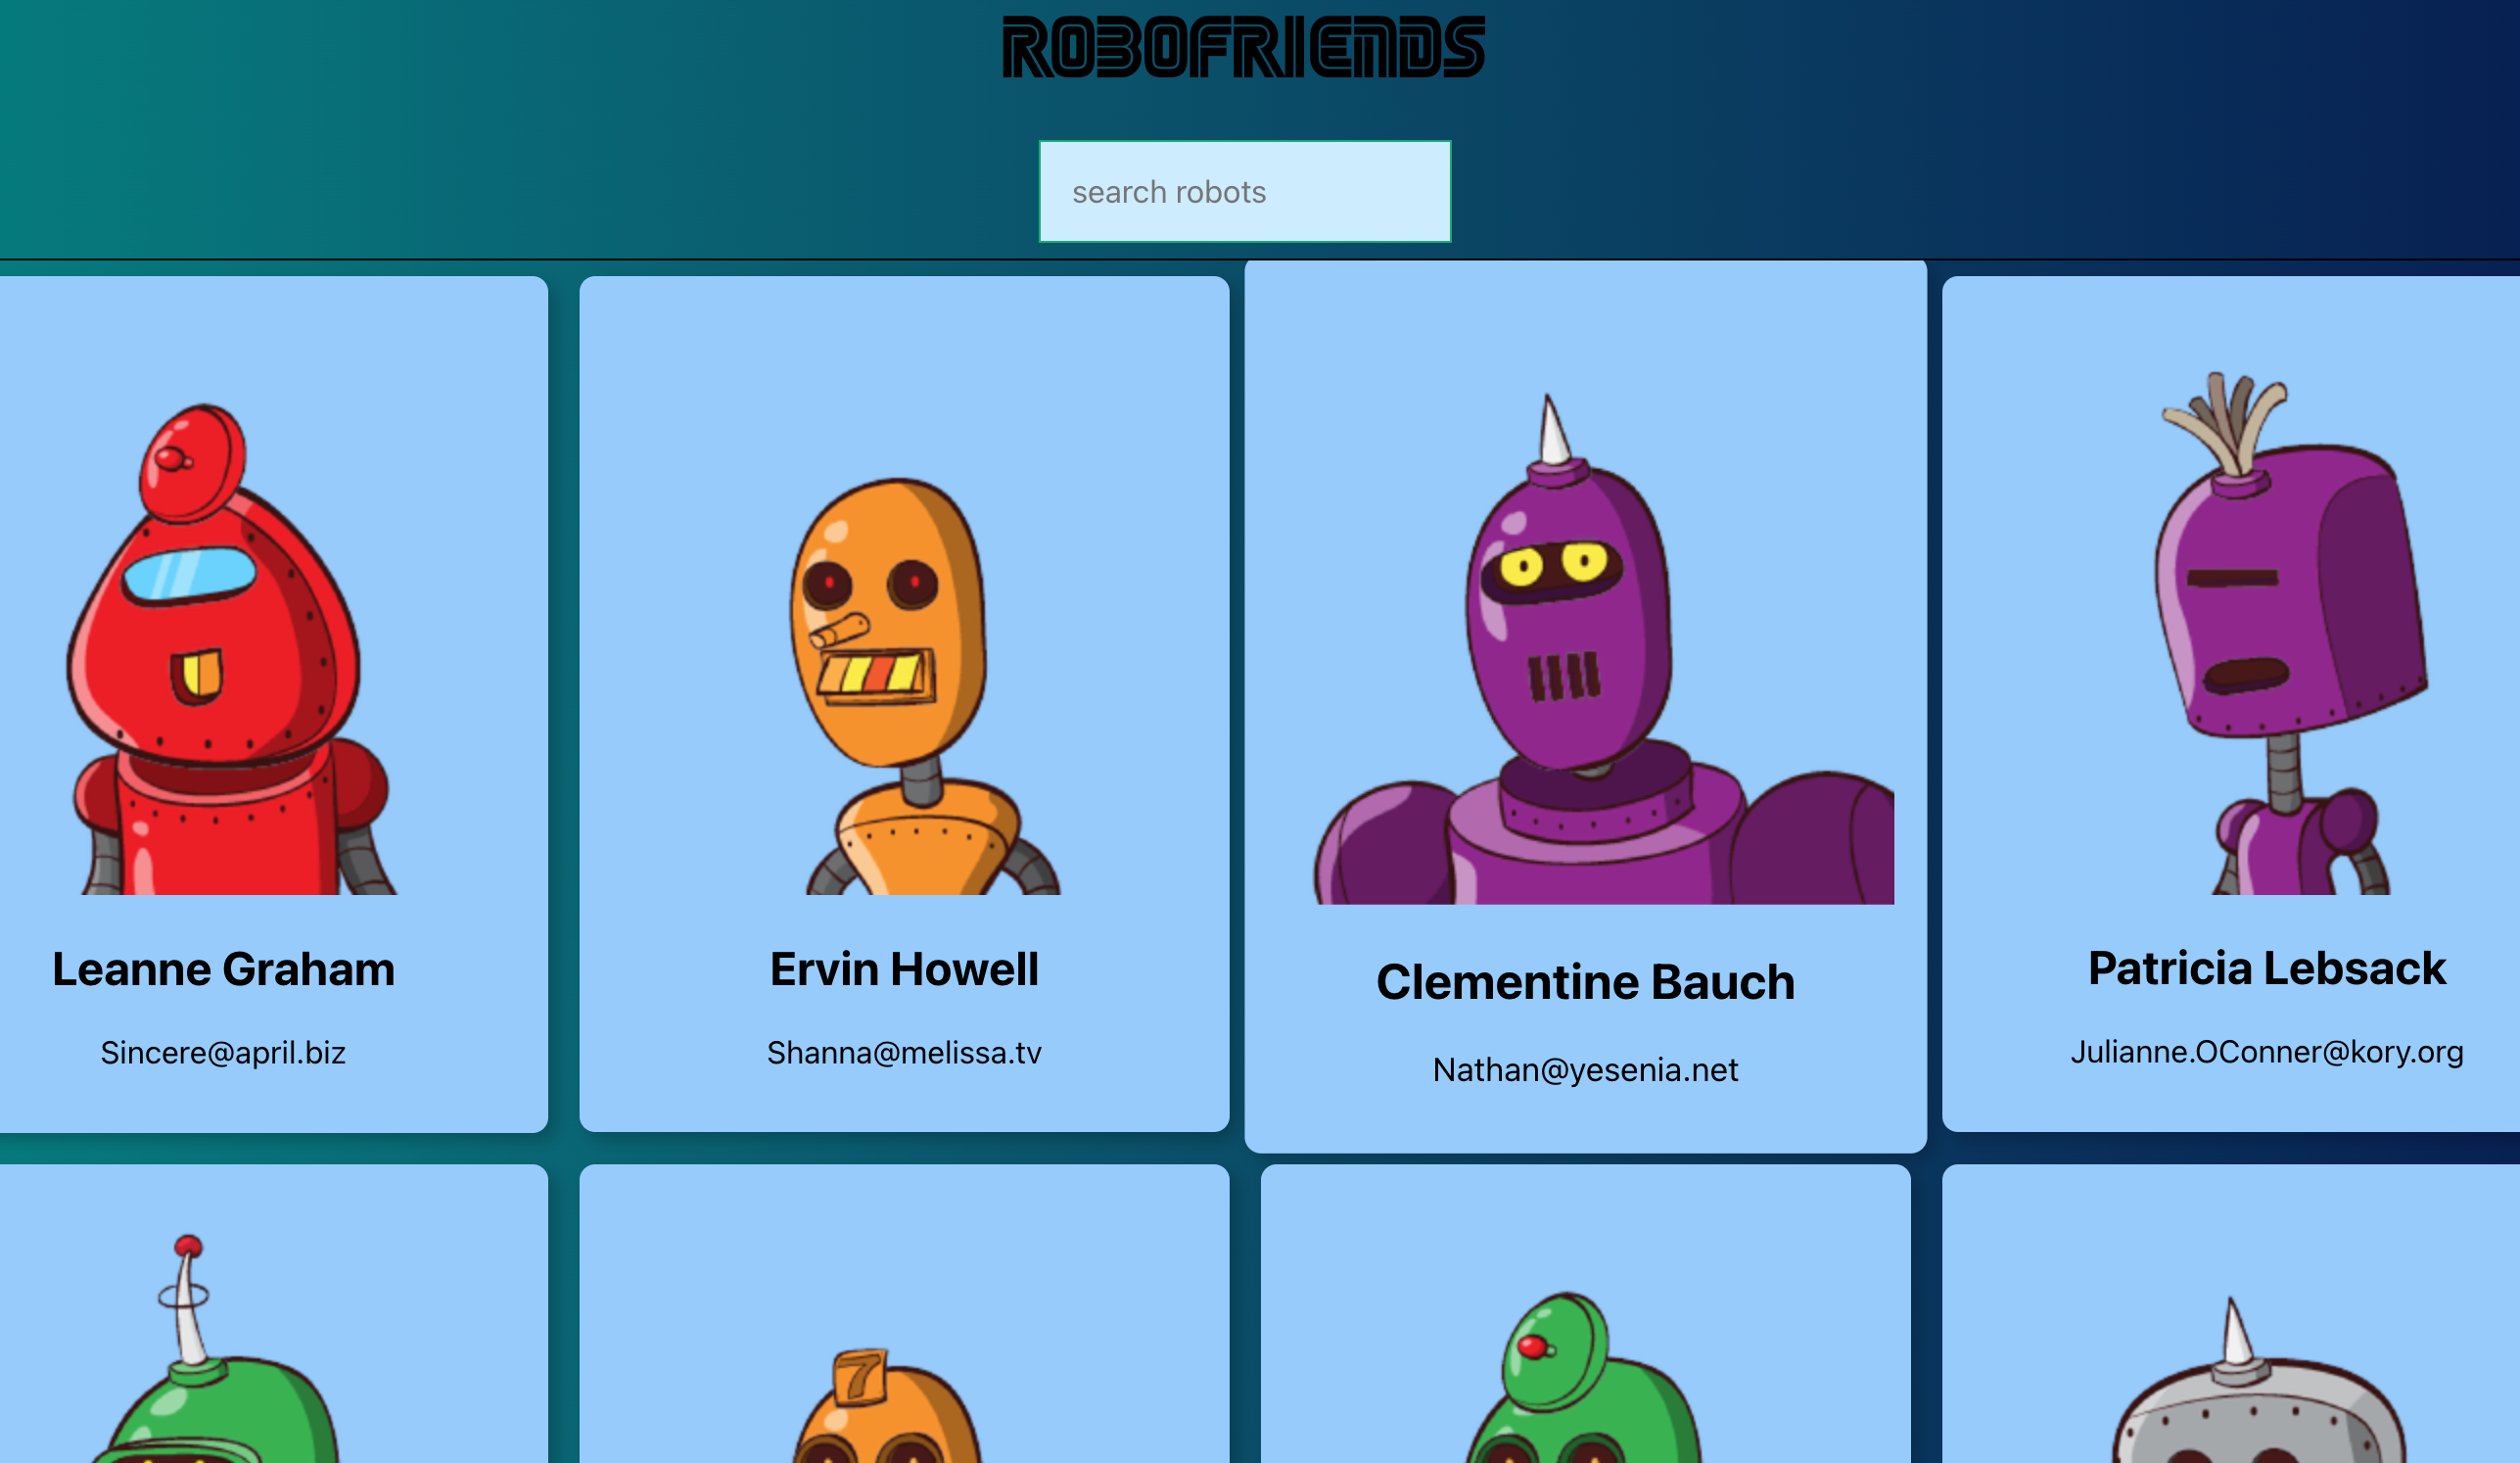 ROBOFRIENDS
search robots
Leanne Graham
Sincere@april.biz
Ervin Howell
Shanna@melissa.tv
Clementine Bauch
Nathan@yesenia.net
Patricia Lebsack
Julianne.OConner@kory.org
7